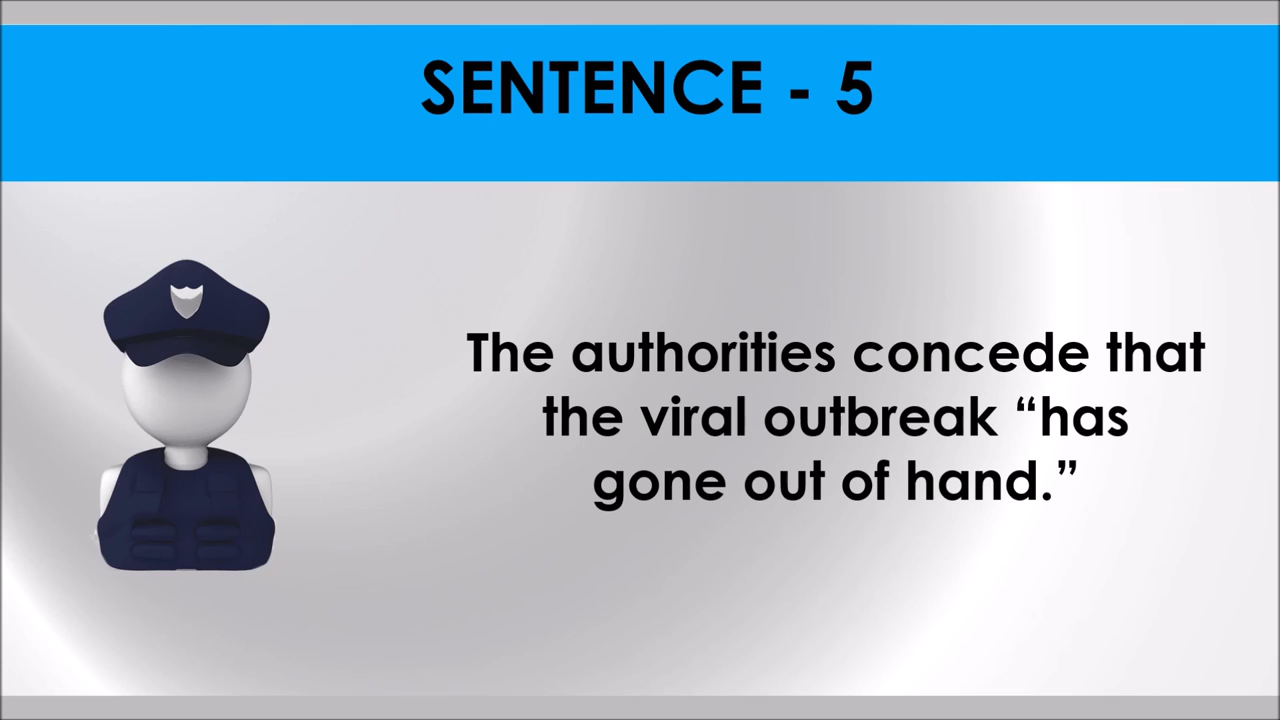 SENTENCE - 5
The authorities concede that
the viral outbreak “has
gone out of hand.”